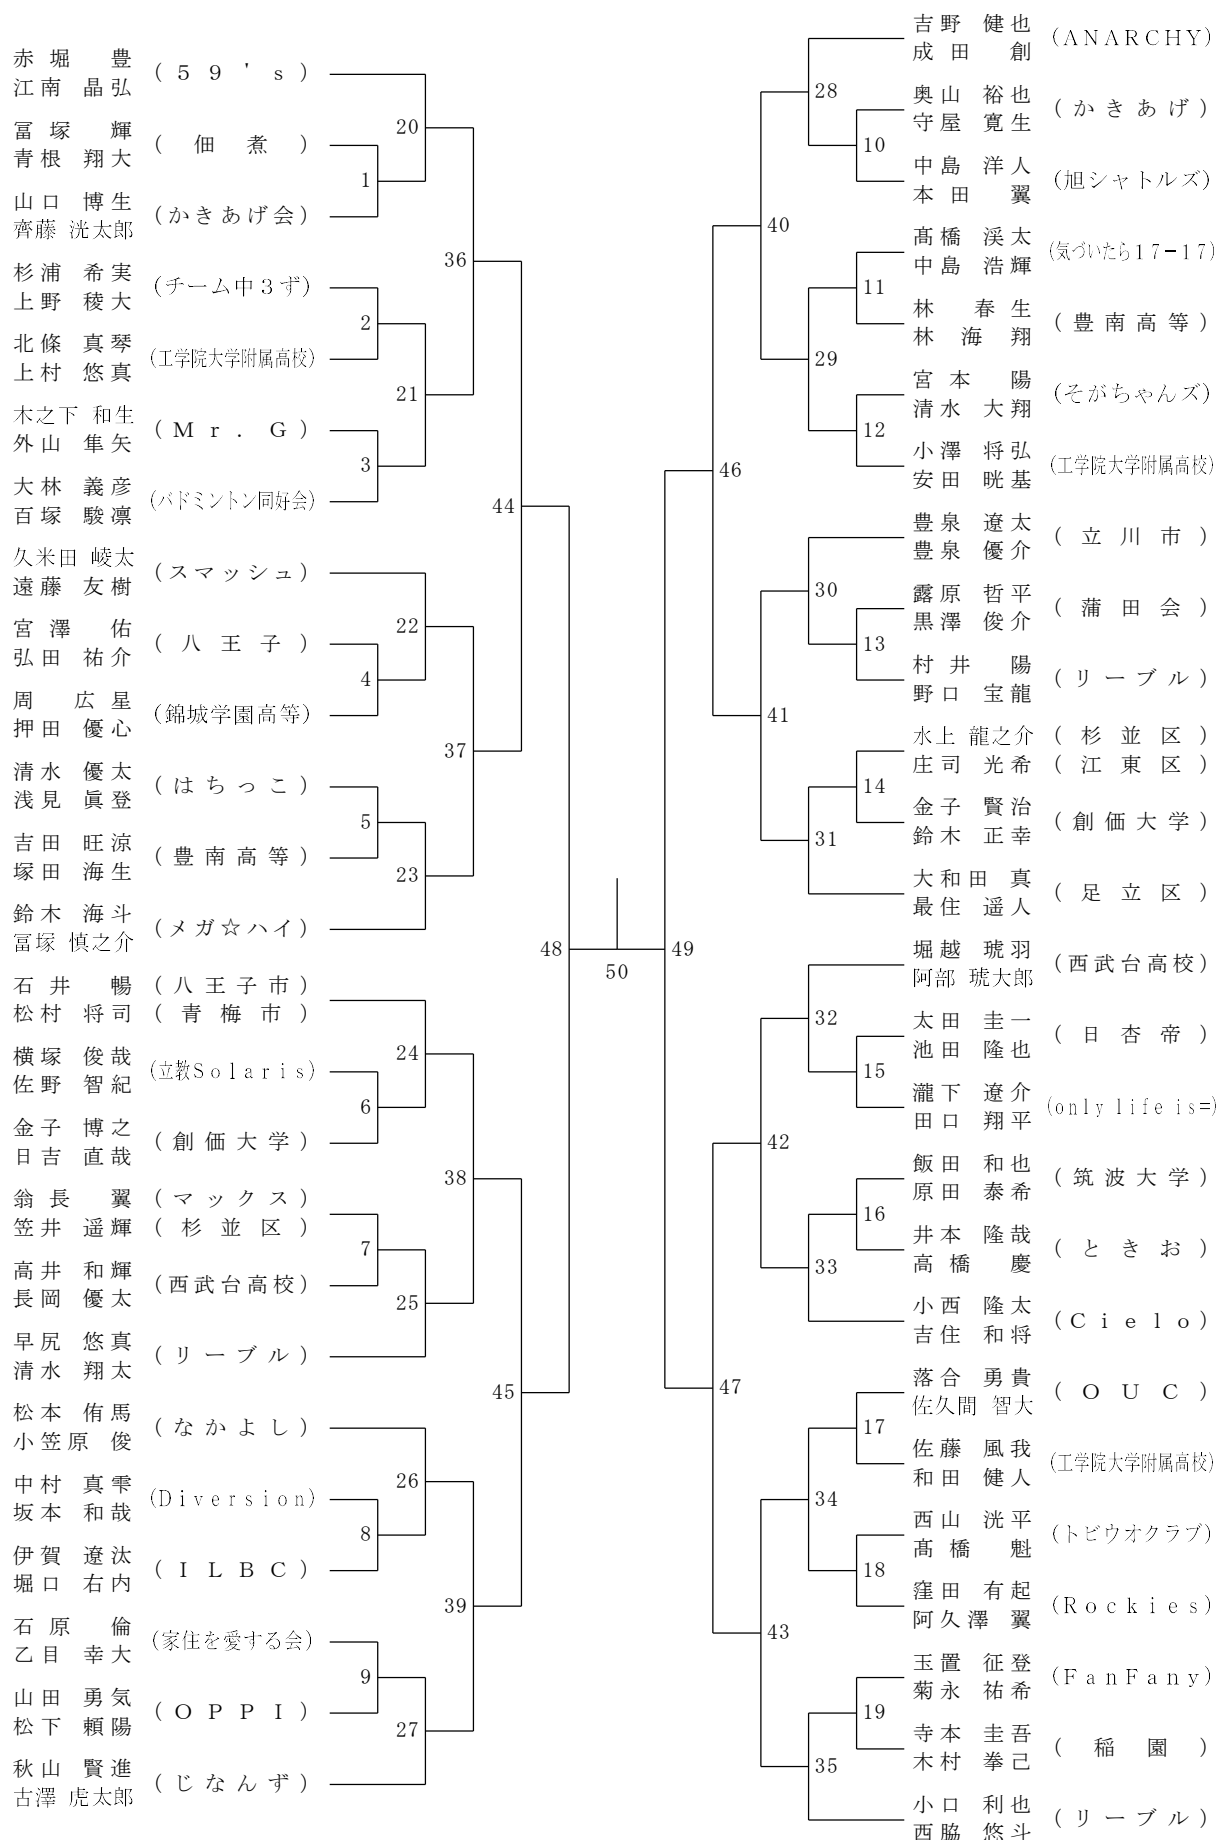 赤堀 豊
江南 晶弘
(59's)
冨塚 輝
青根 翔大
(佃煮)
山口 博生
齊藤 洸太郎
(かきあげ会)
杉浦 希実
上野 稜大
(チーム中3ず)
北條 真琴
上村 悠真
(工学院大学附属高校)
木之下 和生
外山 隼矢
(Mr.G)
大林 義彦
百塚 駿凛
(バドミントン同好会)
久米田 崚太
遠藤 友樹
(スマッシュ)
宮澤 佑
弘田 祐介
(八王子)
周 広星
押田 優心
(錦城学園高等)
清水 優太
浅見 眞登
(はちっこ)
吉田 旺涼
塚田 海生
(豊南高等)
鈴木 海斗
冨塚 慎之介
(メガ☆ハイ)
石井 暢 (八王子市)
松村 将司 (青梅市)
横塚 俊哉
佐野 智紀
(立教Solaris)
金子 博之
日吉 直哉
(創価大学)
翁長 翼 (マックス)
笠井 遥輝 (杉並区)
高井 和輝
長岡 優太
(西武台高校)
早尻 悠真
清水 翔太
(リーブル)
松本 侑馬
小笠原 俊
(なかよし)
中村 真雫
坂本 和哉
(Diversion)
伊賀 遼汰
堀口 右内
(ILBC)
石原 倫
乙目 幸大
(家住を愛する会)
山田 勇気
松下 頼陽
(OPPI)
秋山 賢進
古澤 虎太郎
(じなんず)
1
2
3
4
5
6
7
8
9
20
21
22
23
24
25
26
27
36
37
38
39
44
45
48
50
49
46
47
40
41
42
43
28
29
30
31
32
33
34
35
10
11
12
13
14
15
16
17
18
19
吉野 健也
成田 創
(ANARCHY)
奥山 裕也
守屋 寛生
(かきあげ)
中島 洋人
本田 翼
(旭シャトルズ)
髙橋 渓太
中島 浩輝
(気づいたら17-17)
林 春生
林 海翔
(豊南高等)
宮本 陽
清水 大翔
(そがちゃんズ)
小澤 将弘
安田 晄基
(工学院大学附属高校)
豊泉 遼太
豊泉 優介
(立川市)
露原 哲平
黒澤 俊介
(蒲田会)
村井 陽
野口 宝龍
(リーブル)
水上 龍之介 (杉並区)
庄司 光希 (江東区)
金子 賢治
鈴木 正幸
(創価大学)
大和田 真
最住 遥人
(足立区)
堀越 琥羽
阿部 琥大郎
(西武台高校)
太田 圭一
池田 隆也
(日杏帝)
瀧下 遼介
田口 翔平
(only life is=)
飯田 和也
原田 泰希
(筑波大学)
井本 隆哉
高橋 慶
(ときお)
小西 隆太
吉住 和将
(Cielo)
落合 勇貴
佐久間 智大
(OUC)
佐藤 風我
和田 健人
(工学院大学附属高校)
西山 洸平
髙橋 魁
(トビウオクラブ)
窪田 有起
阿久澤 翼
(Rockies)
玉置 征登
菊永 祐希
(FanFany)
寺本 圭吾
木村 拳己
(稲園)
小口 利也
西脇 悠斗
(リーブル)